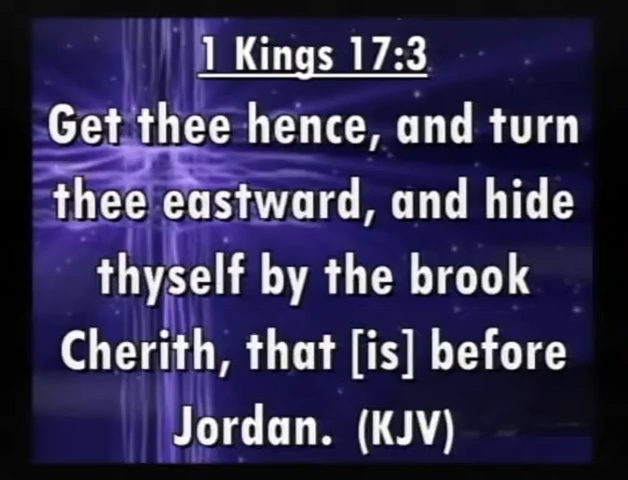 1 Kings 17:3
Get thee hence, and turn
thee eastward, and hide
thyself by the brook
Cherith, that [is] before
Jordan. (KJV)